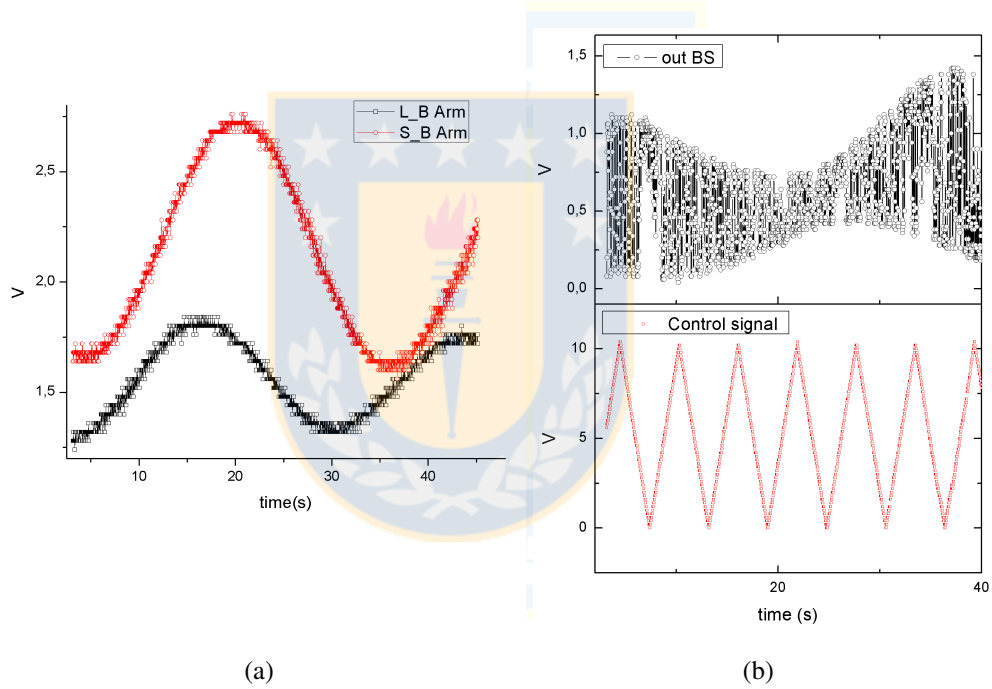 L_B Arm
S_B Arm
2.5
2.0
1.5
V
10
20
30
40
time(s)
(a)
out BS
1,5
1,0
0,5
0,0
V
Control signal
10
5
0
V
20
40
time (s)
(b)